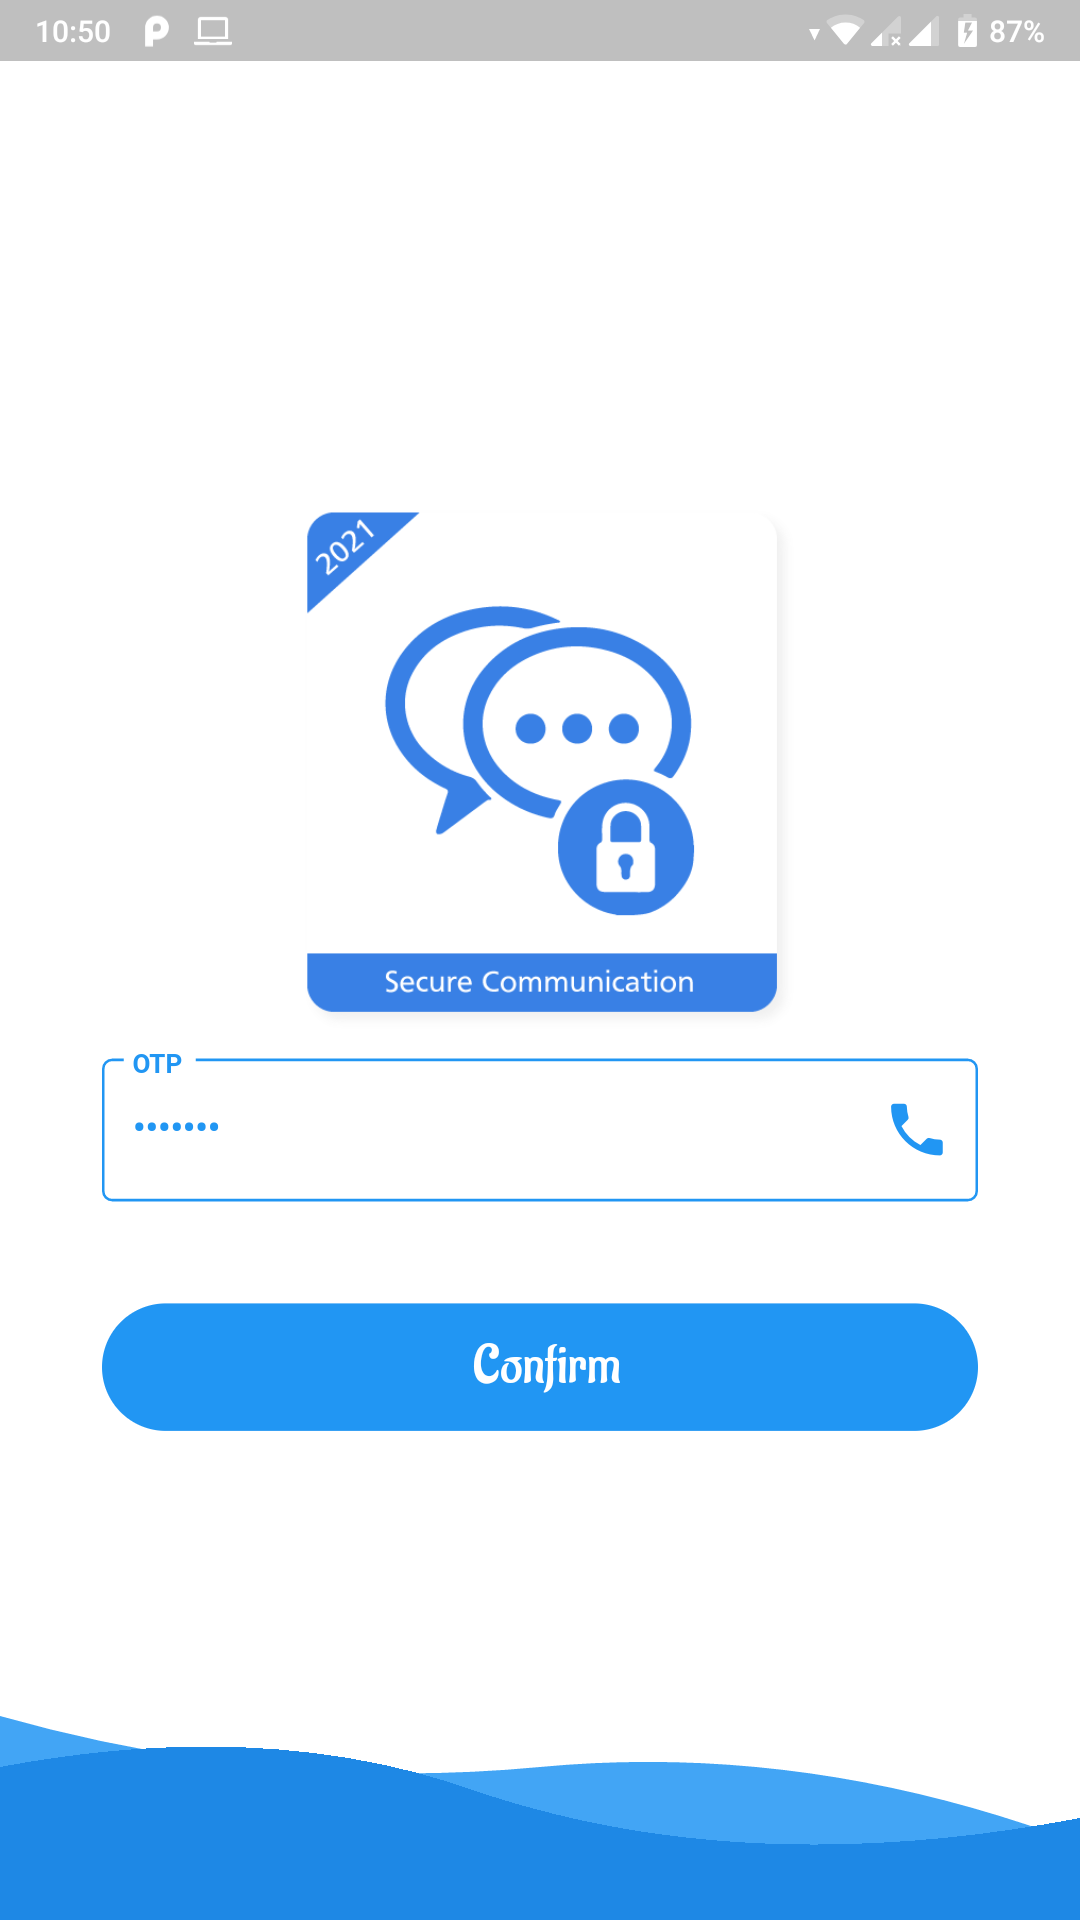 10:50
87%
2021
Secure Communication
OTP
•••••••
Confirm